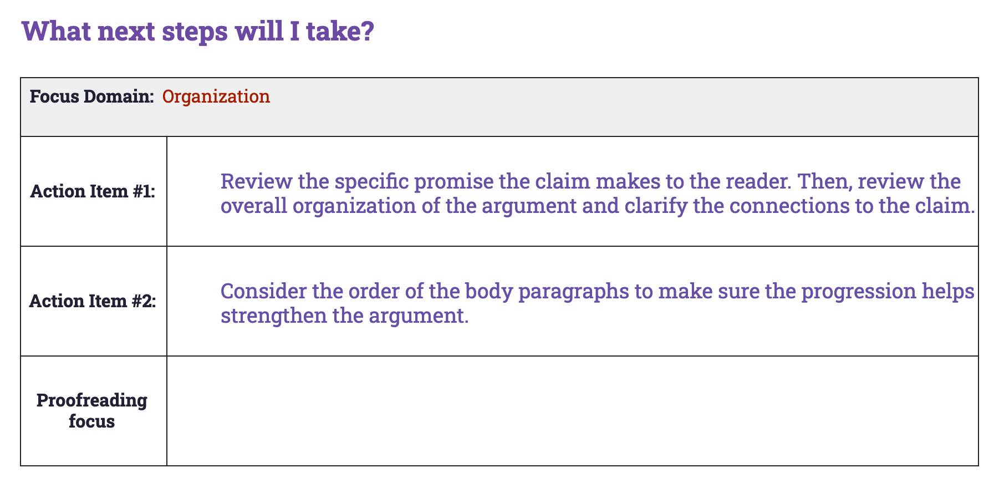 What next steps will I take?
Focus Domain: Organization
Action Item #1:
Review the specific promise the claim makes to the reader. Then, review the
overall organization of the argument and clarify the connections to the claim.
Action Item #2:
Consider the order of the body paragraphs to make sure the progression helps
strengthen the argument.
Proofreading
focus